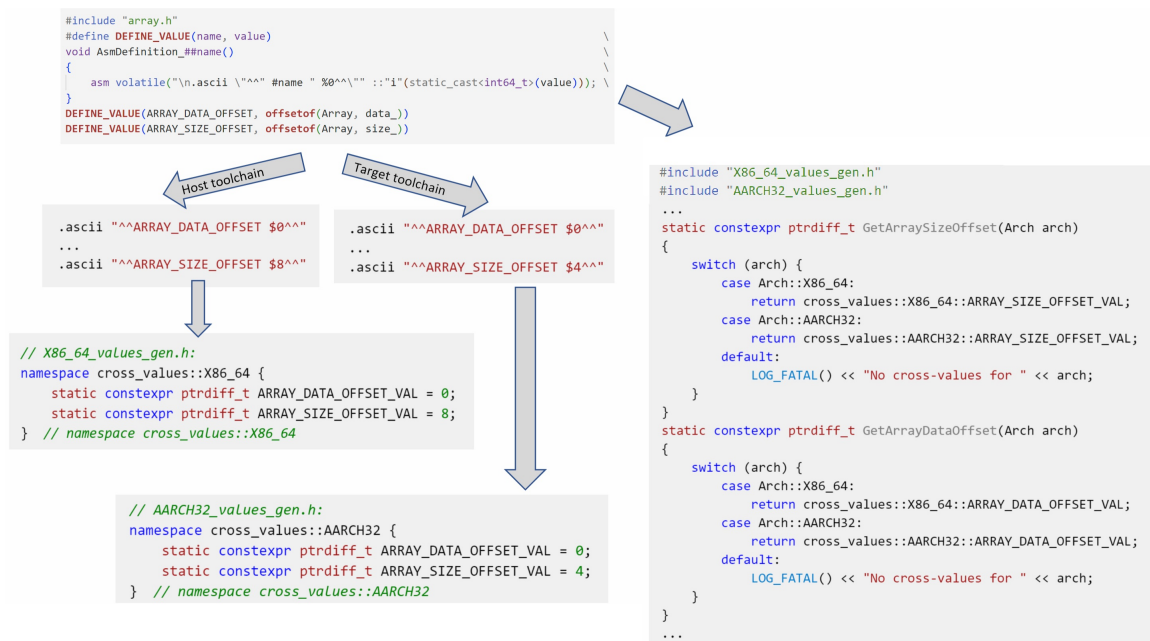 #include "array.h"
#define DEFINE_VALUE(name, value) \
void AsmDefinition_##name() \
{ \
    asm volatile("\n.ascii \"^^" #name " %0^^\"" ::"i"(static_cast<int64_t>(value))); \
}
DEFINE_VALUE(ARRAY_DATA_OFFSET, offsetof(Array, data_))
DEFINE_VALUE(ARRAY_SIZE_OFFSET, offsetof(Array, size_))
Host toolchain
Target toolchain
.ascii "^^ARRAY_DATA_OFFSET $0^^"
...
.ascii "^^ARRAY_SIZE_OFFSET $8^^"
.ascii "^^ARRAY_DATA_OFFSET $0^^"
...
.ascii "^^ARRAY_SIZE_OFFSET $4^^"
// X86_64_values_gen.h:
namespace cross_values::X86_64 {
    static constexpr ptrdiff_t ARRAY_DATA_OFFSET_VAL = 0;
    static constexpr ptrdiff_t ARRAY_SIZE_OFFSET_VAL = 8;
}  // namespace cross_values::X86_64
// AARCH32_values_gen.h:
namespace cross_values::AARCH32 {
    static constexpr ptrdiff_t ARRAY_DATA_OFFSET_VAL = 0;
    static constexpr ptrdiff_t ARRAY_SIZE_OFFSET_VAL = 4;
}  // namespace cross_values::AARCH32
#include "X86_64_values_gen.h"
#include "AARCH32_values_gen.h"
...
static constexpr ptrdiff_t GetArraySizeOffset(Arch arch)
{
    switch (arch) {
        case Arch::X86_64:
            return cross_values::X86_64::ARRAY_SIZE_OFFSET_VAL;
        case Arch::AARCH32:
            return cross_values::AARCH32::ARRAY_SIZE_OFFSET_VAL;
        default:
            LOG_FATAL() << "No cross-values for " << arch;
    }
}
static constexpr ptrdiff_t GetArrayDataOffset(Arch arch)
{
    switch (arch) {
        case Arch::X86_64:
            return cross_values::X86_64::ARRAY_DATA_OFFSET_VAL;
        case Arch::AARCH32:
            return cross_values::AARCH32::ARRAY_DATA_OFFSET_VAL;
        default:
            LOG_FATAL() << "No cross-values for " << arch;
    }
}
...